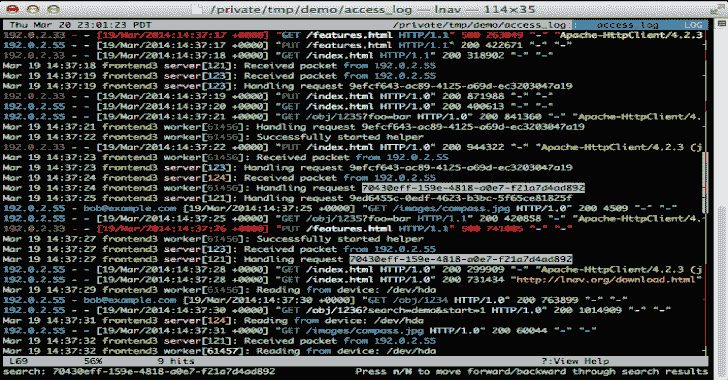 /private/tmp/demo/access_log — lnav — 114×35
Thu Mar 20 23:01:23 PDT /private/tmp/demo/access_log: access_log LOG
192.0.2.33 - - [19/Mar/2014:14:37:17 +0000] "GET /features.html HTTP/1.1" 500 263049 "-" "Apache-HttpClient/4.2.3
192.0.2.55 - - [19/Mar/2014:14:37:17 +0000] "PUT /index.html HTTP/1.1" 200 422671 "-" "-"
192.0.2.33 - - [19/Mar/2014:14:37:18 +0000] "GET /index.html HTTP/1.1" 200 318902 "-" "-"
Mar 19 14:37:18 frontend3 server[121]: Received packet from 192.0.2.55
Mar 19 14:37:19 frontend3 server[123]: Received packet from 192.0.2.55
Mar 19 14:37:19 frontend3 server[123]: Handling request 9efcf643-ac89-4125-a69d-ec3203047a19
192.0.2.55 - - [19/Mar/2014:14:37:19 +0000] "PUT /index.html HTTP/1.0" 200 871988 "-" "-"
192.0.2.55 - - [19/Mar/2014:14:37:20 +0000] "GET /index.html HTTP/1.0" 200 400613 "-" "-"
192.0.2.55 - - [19/Mar/2014:14:37:21 +0000] "GET /obj/1235?foo=bar HTTP/1.0" 200 841360 "-" "Apache-HttpClient/4.
Mar 19 14:37:21 frontend3 worker[61456]: Handling request 9efcf643-ac89-4125-a69d-ec3203047a19
Mar 19 14:37:22 frontend3 worker[61456]: Successfully started helper
192.0.2.33 - - [19/Mar/2014:14:37:22 +0000] "PUT /index.html HTTP/1.0" 200 944322 "-" "Apache-HttpClient/4.2.3 (j
Mar 19 14:37:23 frontend3 worker[61456]: Received packet from 192.0.2.55
Mar 19 14:37:23 frontend3 server[123]: Handling request 9efcf643-ac89-4125-a69d-ec3203047a19
Mar 19 14:37:24 frontend3 server[124]: Received packet from 192.0.2.55
Mar 19 14:37:24 frontend3 worker[61456]: Handling request 70430eff-159e-4818-a0e7-f21a7d4ad892
Mar 19 14:37:25 frontend3 worker[61456]: Handling request 9ed6455c-0edf-4623-b3bc-5f65ce81825f
192.0.2.55 - bob@example.com [19/Mar/2014:14:37:25 +0000] "GET /images/compass.jpg HTTP/1.0" 200 4509 "-" "-"
192.0.2.55 - - [19/Mar/2014:14:37:25 +0000] "GET /obj/1235?foo=bar HTTP/1.1" 200 420858 "-" "Apache-HttpClient/4.
192.0.2.33 - - [19/Mar/2014:14:37:26 +0000] "PUT /features.html HTTP/1.1" 500 "-" "-"
Mar 19 14:37:27 frontend3 worker[61456]: Successfully started helper
Mar 19 14:37:27 frontend3 server[123]: Received packet from 192.0.2.55
Mar 19 14:37:27 frontend3 server[121]: Handling request 70430eff-159e-4818-a0e7-f21a7d4ad892
192.0.2.55 - - [19/Mar/2014:14:37:28 +0000] "GET /index.html HTTP/1.0" 200 299909 "-" "Apache-HttpClient/4.2.3 (j
192.0.2.55 - - [19/Mar/2014:14:37:28 +0000] "GET /index.html HTTP/1.0" 200 731434 "http://lnav.org/download.html"
Mar 19 14:37:29 frontend3 worker[61456]: Reading from device: /dev/hda
192.0.2.55 - bob@example.com [19/Mar/2014:14:37:30 +0000] "GET /obj/1234 HTTP/1.0" 200 763899 "-" "-"
192.0.2.33 - - [19/Mar/2014:14:37:30 +0000] "GET /obj/1236?search=demo&start=1 HTTP/1.0" 200 1014909 "-" "-"
Mar 19 14:37:31 frontend3 server[124]: Reading from device: /dev/hda
192.0.2.33 - - [19/Mar/2014:14:37:31 +0000] "GET /images/compass.jpg HTTP/1.0" 200 60044 "-" "-"
Mar 19 14:37:32 frontend3 server[121]: Received packet from 192.0.2.55
Mar 19 14:37:32 frontend3 worker[61457]: Reading from device: /dev/hda
L69 56% 9 hits ?:View Help
search: 70430eff-159e-4818-a0e7-f21a7d4ad892 Press n/N to move forward/backward through search results